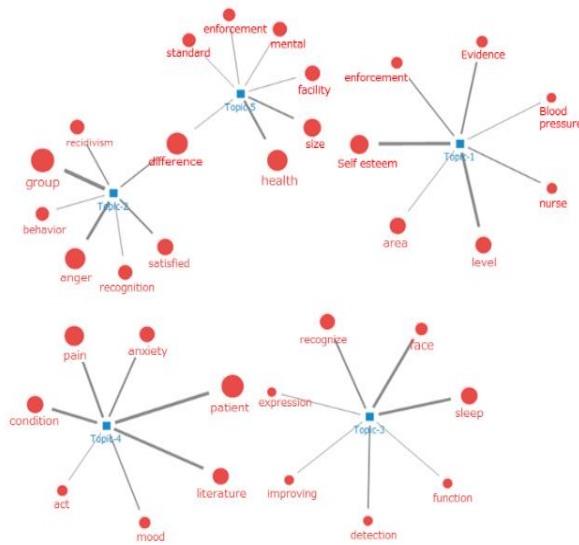 enforcement
standard
mental
facility
Topic-5
size
difference
health
Evidence
enforcement
Blood
pressure
Self esteem
Topic-1
nurse
area
level
recidivism
group
Topic-2
behavior
satisfied
anger
recognition
pain
anxiety
patient
condition
Topic-4
literature
act
mood
recognize
face
expression
sleep
Topic-3
improving
function
detection